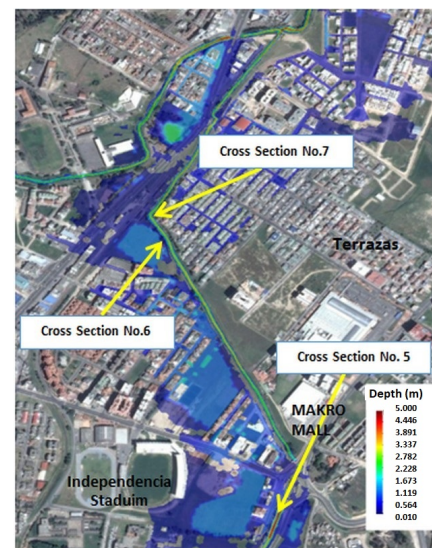 Cross Section No.7
Terrazas
Cross Section No.6
Cross Section No. 5
Depth (m)
5.000
4.446
3.891
3.337
2.782
2.228
1.673
1.119
0.564
0.010
MAKRO
MALL
Independencia
Staduim